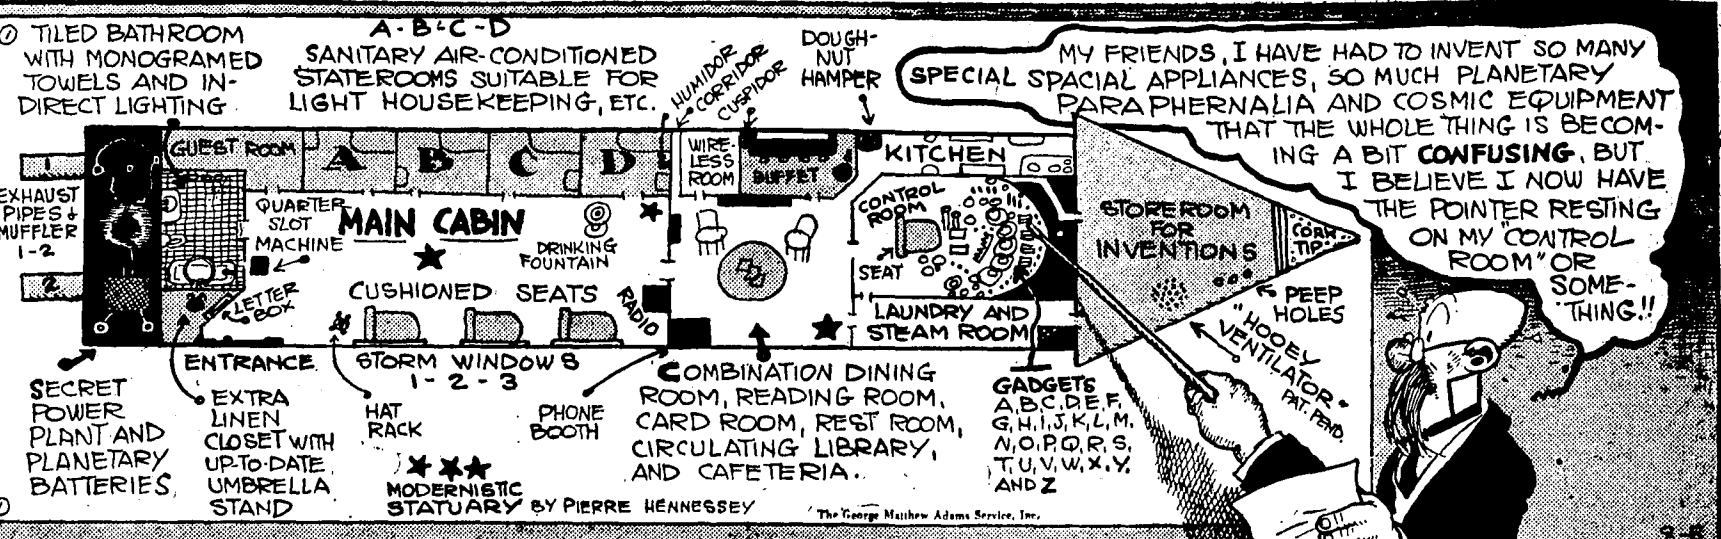 ① TILED BATHROOM
WITH MONOGRAMED
TOWELS AND IN-
DIRECT LIGHTING
A-B-C-D
SANITARY AIR-CONDITIONED
STATEROOMS SUITABLE FOR
LIGHT HOUSEKEEPING, ETC.
HUMIDOR
CORRIDOR
CUSPIDOR
DOUGH-
NUT
HAMPER
MY FRIENDS, I HAVE HAD TO INVENT SO MANY
SPECIAL SPACIAL APPLIANCES, SO MUCH PLANETARY
PARAPHERNALIA AND COSMIC EQUIPMENT
THAT THE WHOLE THING IS BECOM-
ING A BIT CONFUSING, BUT
I BELIEVE I NOW HAVE
THE POINTER RESTING
ON MY "CONTROL
ROOM" OR
SOME-
THING!!
1
EXHAUST
PIPES &
MUFFLER
1-2
2
GUEST ROOM
A
B
C
D
WIRE-
LESS
ROOM
BUFFET
KITCHEN
QUARTER
SLOT
MACHINE
MAIN CABIN
DRINKING
FOUNTAIN
CONTROL
ROOM
SEAT
STOREROOM
FOR
INVENTIONS
CORK
TIP
LETTER
BOX
CUSHIONED SEATS
RADIO
LAUNDRY AND
STEAM ROOM
PEEP
HOLES
"HOOEY
VENTILATOR"
PAT. PEND.
SECRET
POWER
PLANT AND
PLANETARY
BATTERIES
ENTRANCE
EXTRA
LINEN
CLOSET WITH
UP-TO-DATE
UMBRELLA
STAND
STORM WINDOWS
1-2-3
HAT
RACK
PHONE
BOOTH
MODERNISTIC
STATUARY BY PIERRE HENNESSEY
COMBINATION DINING
ROOM, READING ROOM,
CARD ROOM, REST ROOM,
CIRCULATING LIBRARY,
AND CAFETERIA.
GADGETS
A, B, C, D, E, F,
G, H, I, J, K, L, M,
N, O, P, Q, R, S,
T, U, V, W, X, Y,
AND Z
The George Matthew Adams Service, Inc.